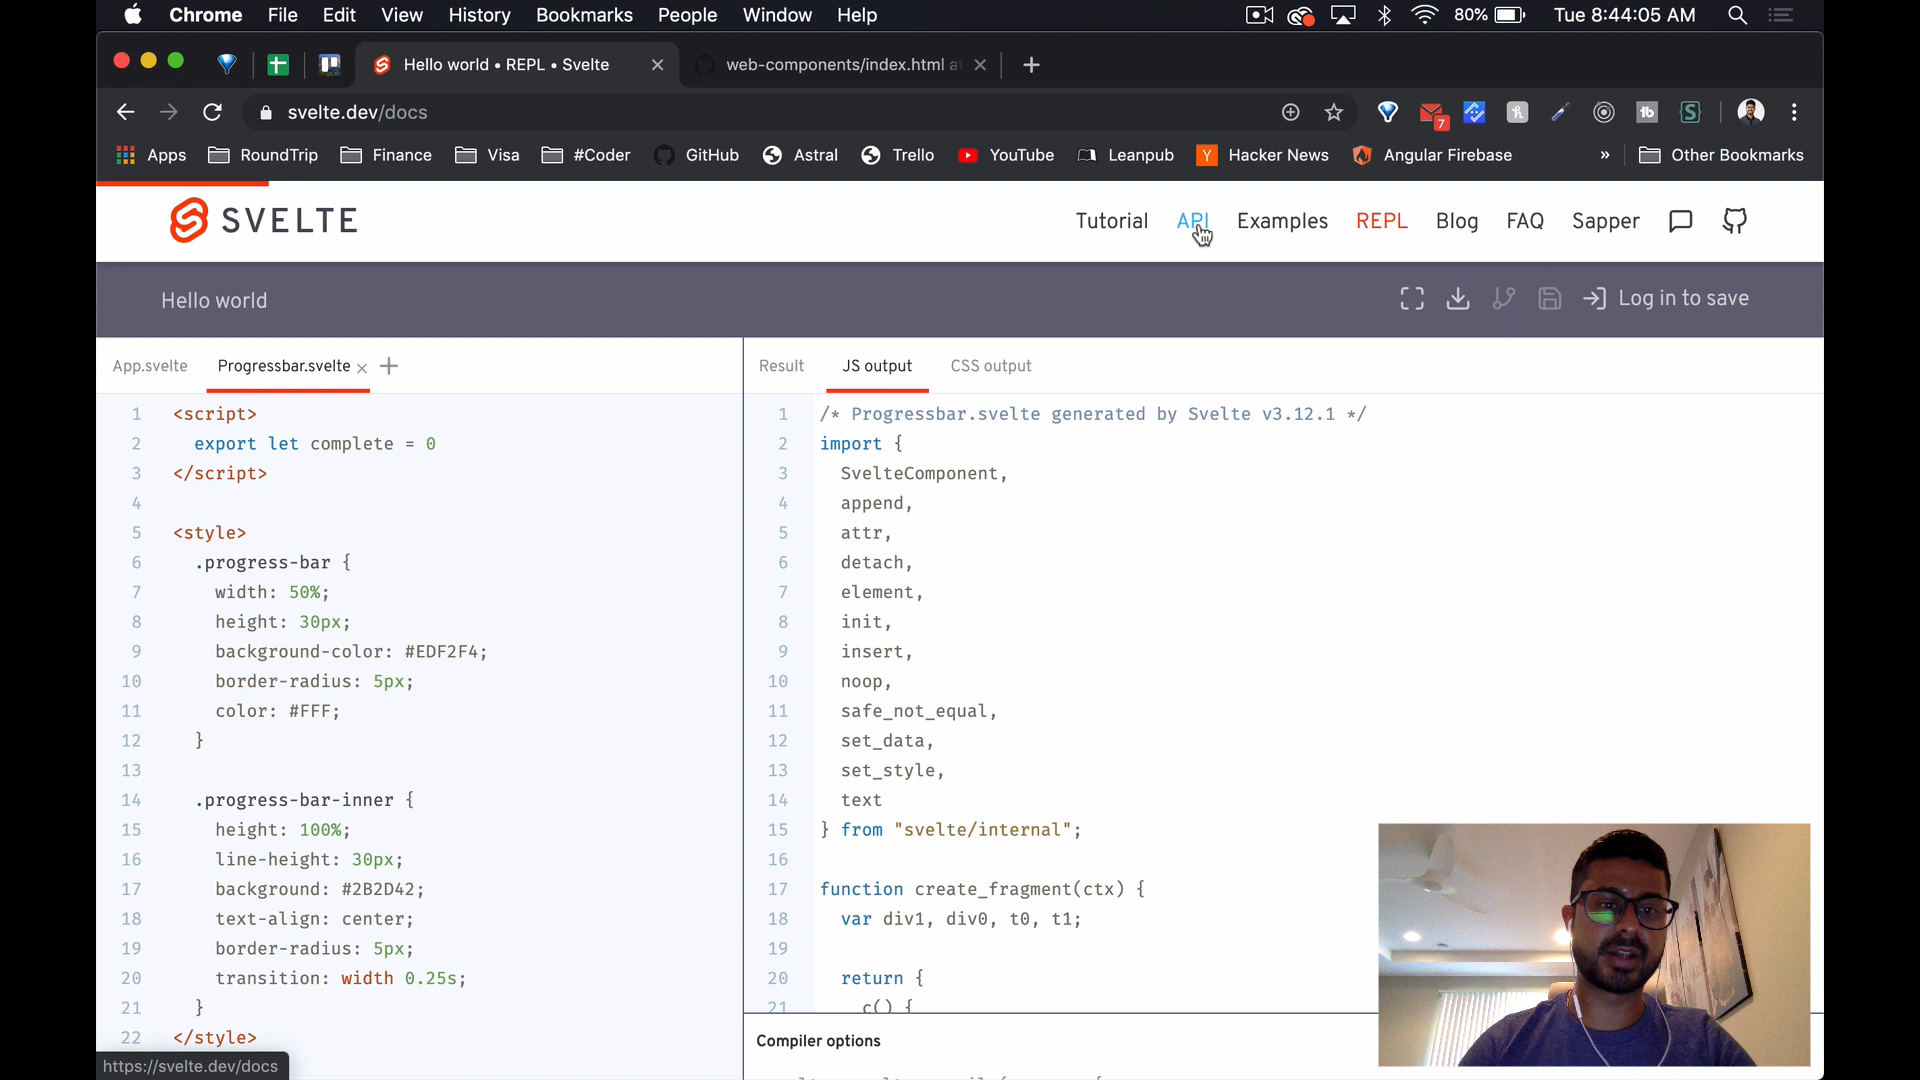 Chrome File Edit View History Bookmarks People Window Help 80% Tue 8:44:05 AM
Hello world • REPL • Svelte web-components/index.html a
svelte.dev/docs 7 tb S
Apps RoundTrip Finance Visa #Coder GitHub Astral Trello YouTube Leanpub Y Hacker News Angular Firebase » Other Bookmarks
SVELTE Tutorial API Examples REPL Blog FAQ Sapper
Hello world Log in to save
App.svelte Progressbar.svelte × + Result JS output CSS output
1 <script>
2 export let complete = 0
3 </script>
4
5 <style>
6 .progress-bar {
7 width: 50%;
8 height: 30px;
9 background-color: #EDF2F4;
10 border-radius: 5px;
11 color: #FFF;
12 }
13
14 .progress-bar-inner {
15 height: 100%;
16 line-height: 30px;
17 background: #2B2D42;
18 text-align: center;
19 border-radius: 5px;
20 transition: width 0.25s;
21 }
22 </style>
https://svelte.dev/docs
1 /* Progressbar.svelte generated by Svelte v3.12.1 */
2 import {
3 SvelteComponent,
4 append,
5 attr,
6 detach,
7 element,
8 init,
9 insert,
10 noop,
11 safe_not_equal,
12 set_data,
13 set_style,
14 text
15 } from "svelte/internal";
16
17 function create_fragment(ctx) {
18 var div1, div0, t0, t1;
19
20 return {
21 c() {
Compiler options